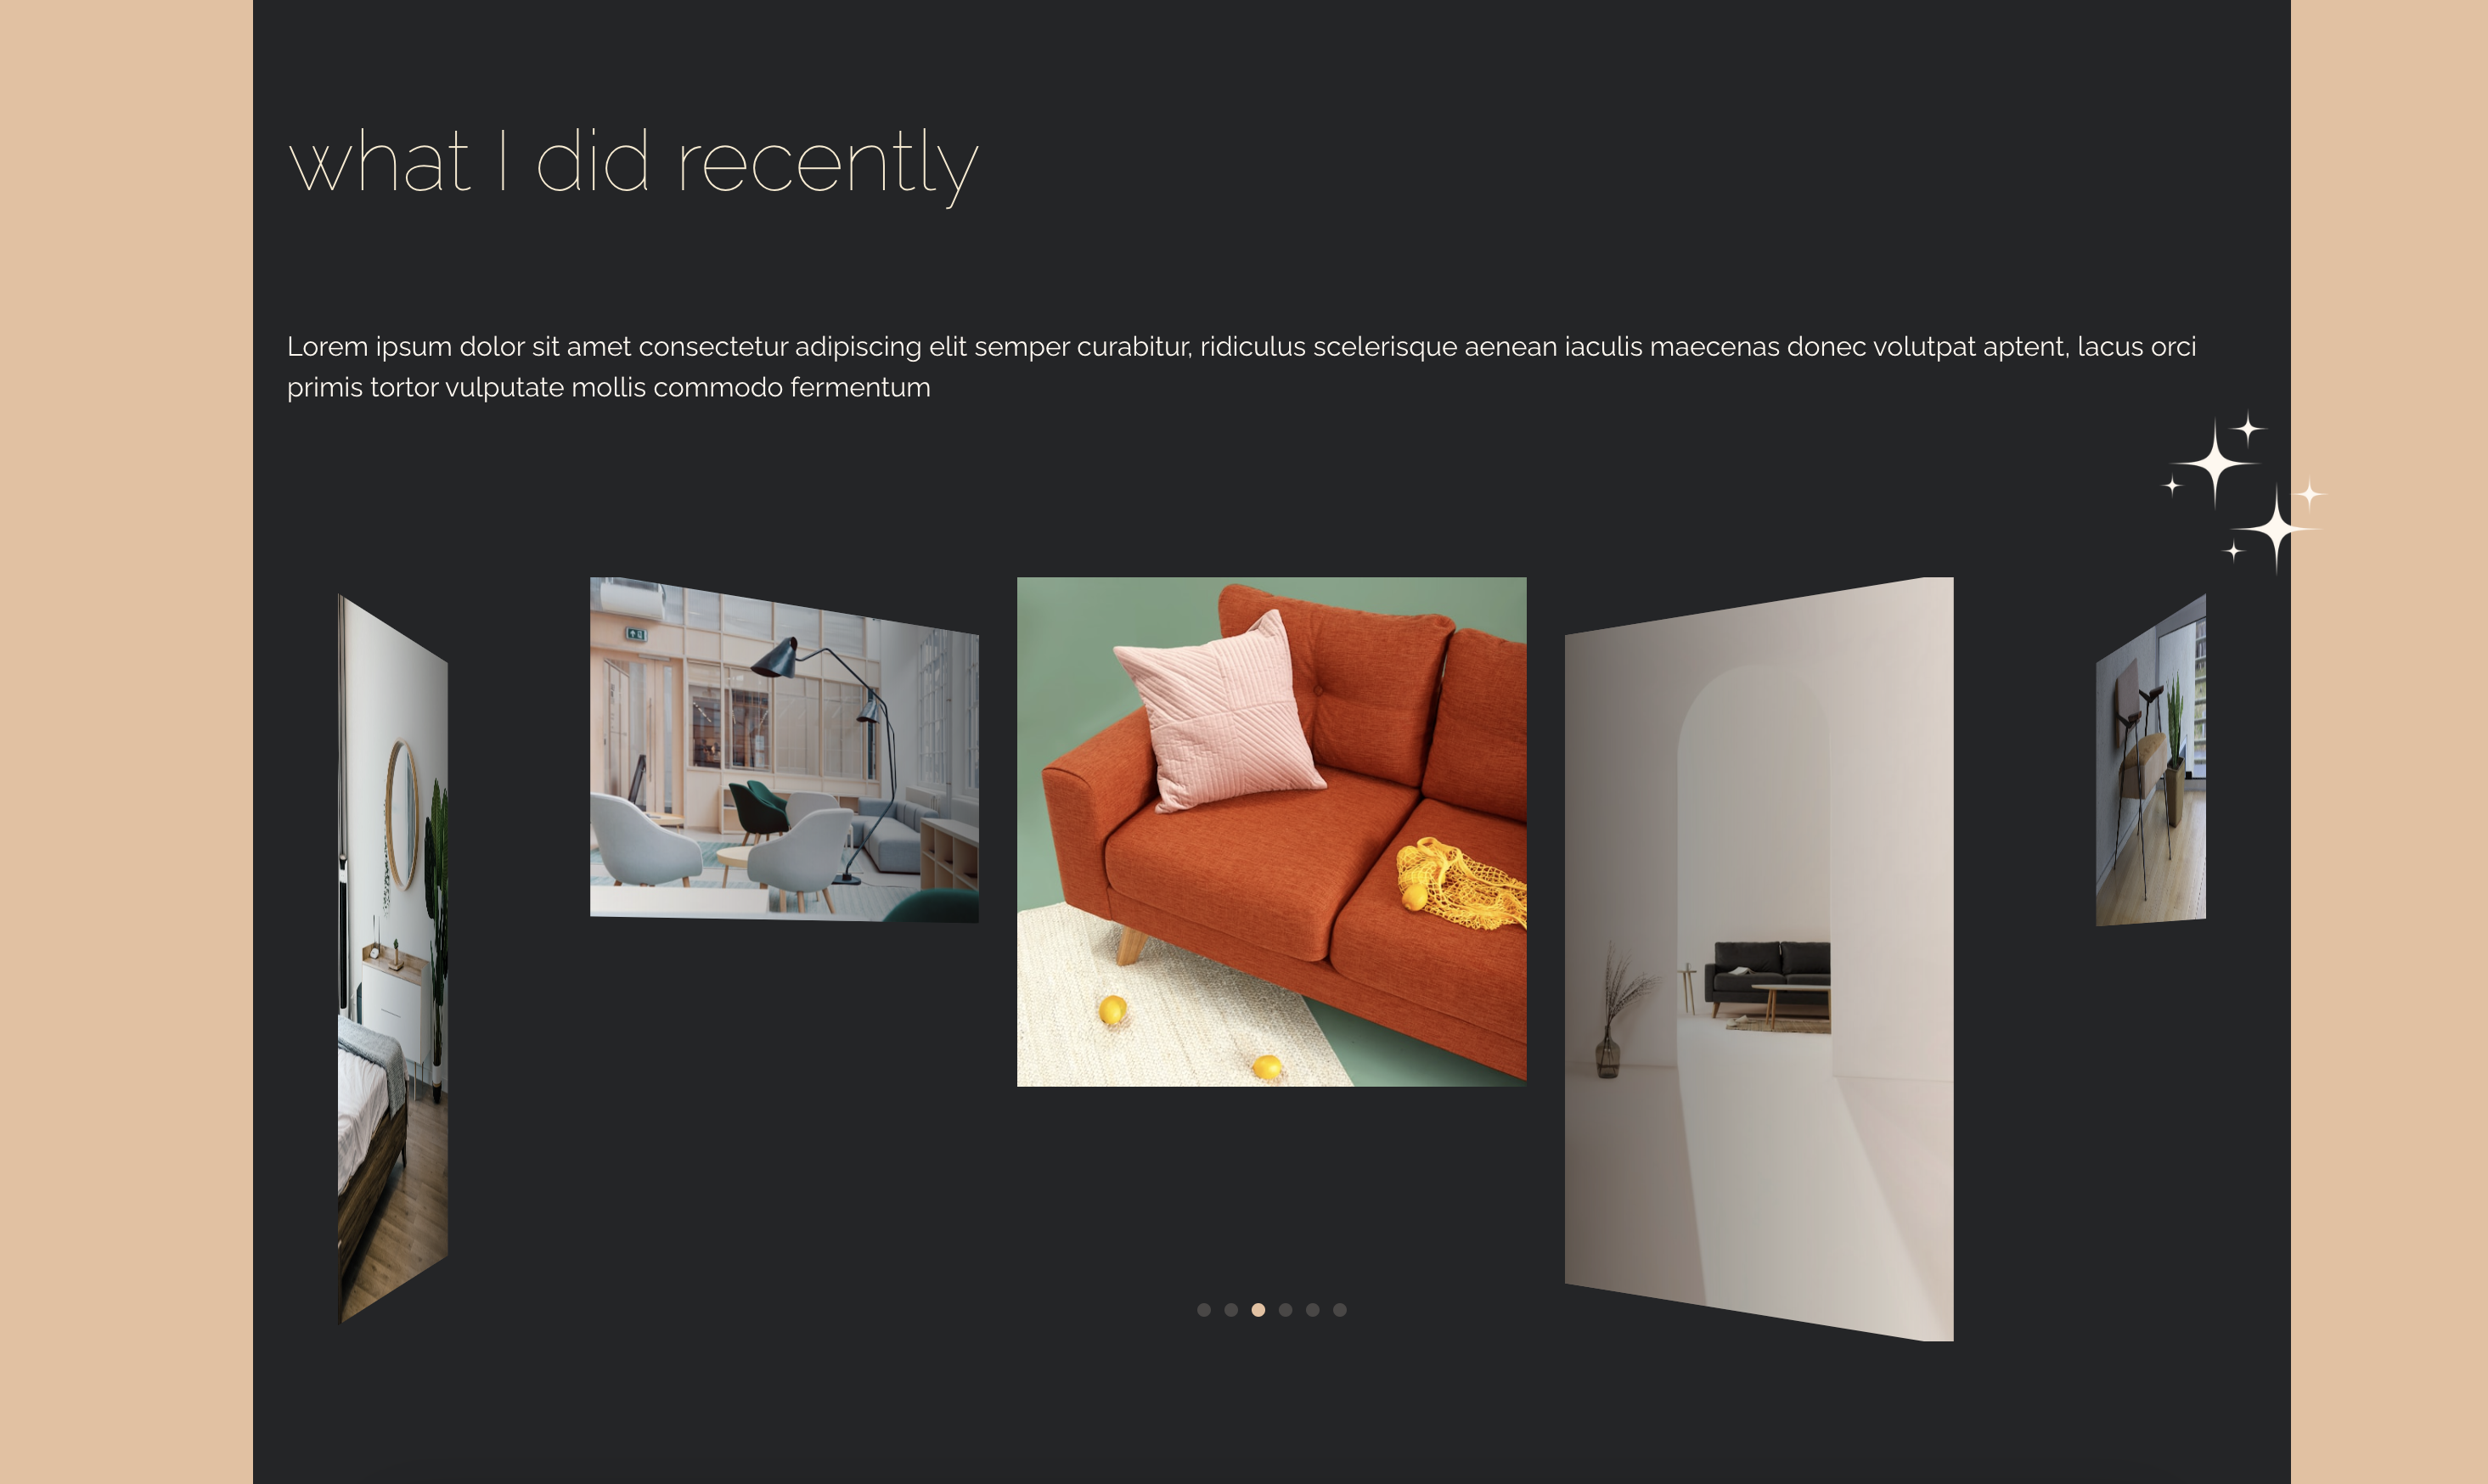 what I did recently
Lorem ipsum dolor sit amet consectetur adipiscing elit semper curabitur, ridiculus scelerisque aenean iaculis maecenas donec volutpat aptent, lacus orci
primis tortor vulputate mollis commodo fermentum